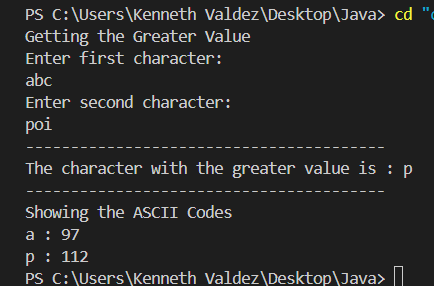 PS C:\Users\Kenneth Valdez\Desktop\Java> cd "
Getting the Greater Value
Enter first character:
abc
Enter second character:
poi
----------------------------------------
The character with the greater value is : p
----------------------------------------
Showing the ASCII Codes
a : 97
p : 112
PS C:\Users\Kenneth Valdez\Desktop\Java>